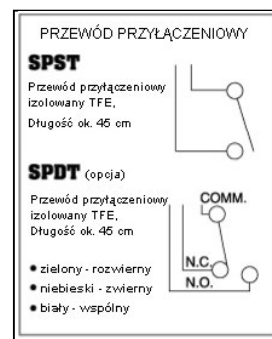 PRZEWÓD PRZYŁĄCZENIOWY
SPST
Przewód przyłączeniowy
izolowany TFE,
Długość ok. 45 cm
SPDT (opcja)
Przewód przyłączeniowy
izolowany TFE,
Długość ok. 45 cm
• zielony - rozwierny
• niebieski - zwierny
• biały - wspólny
COMM.
N.C.
N.O.